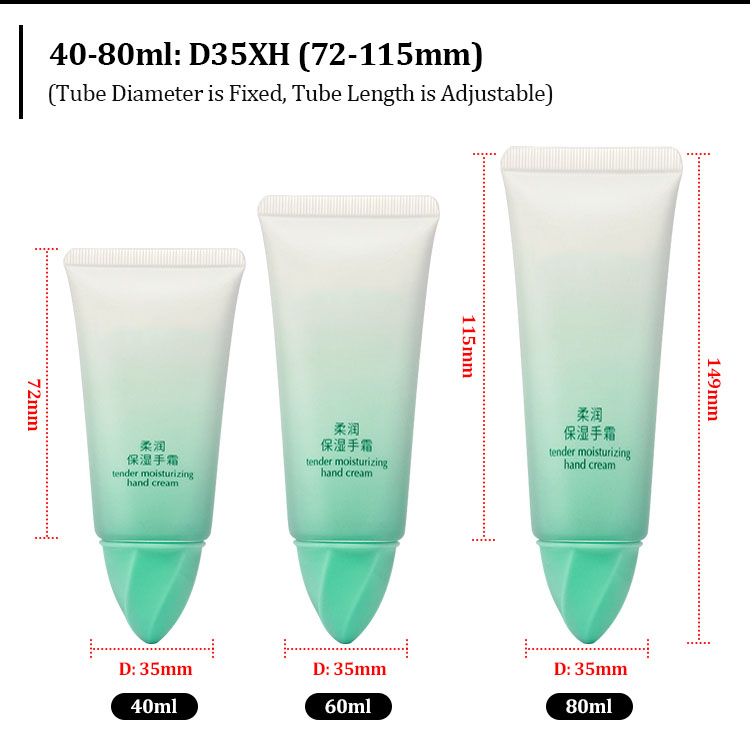 40-80ml: D35XH (72-115mm)
(Tube Diameter is Fixed, Tube Length is Adjustable)
72mm
柔润
保湿手霜
tender moisturizing
hand cream
柔润
保湿手霜
tender moisturizing
hand cream
115mm
柔润
保湿手霜
tender moisturizing
hand cream
149mm
D: 35mm
D: 35mm
D: 35mm
40ml
60ml
80ml